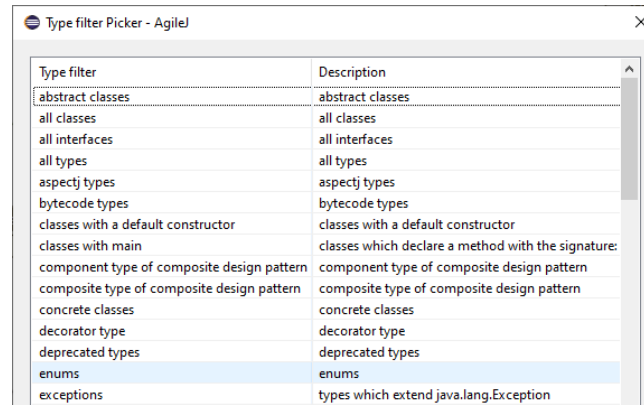 Type filter Picker - AgileJ
Type filter Description
abstract classes abstract classes
all classes all classes
all interfaces all interfaces
all types all types
aspectj types aspectj types
bytecode types bytecode types
classes with a default constructor classes with a default constructor
classes with main classes which declare a method with the signature:
component type of composite design pattern component type of composite design pattern
composite type of composite design pattern composite type of composite design pattern
concrete classes concrete classes
decorator type decorator type
deprecated types deprecated types
enums enums
exceptions types which extend java.lang.Exception